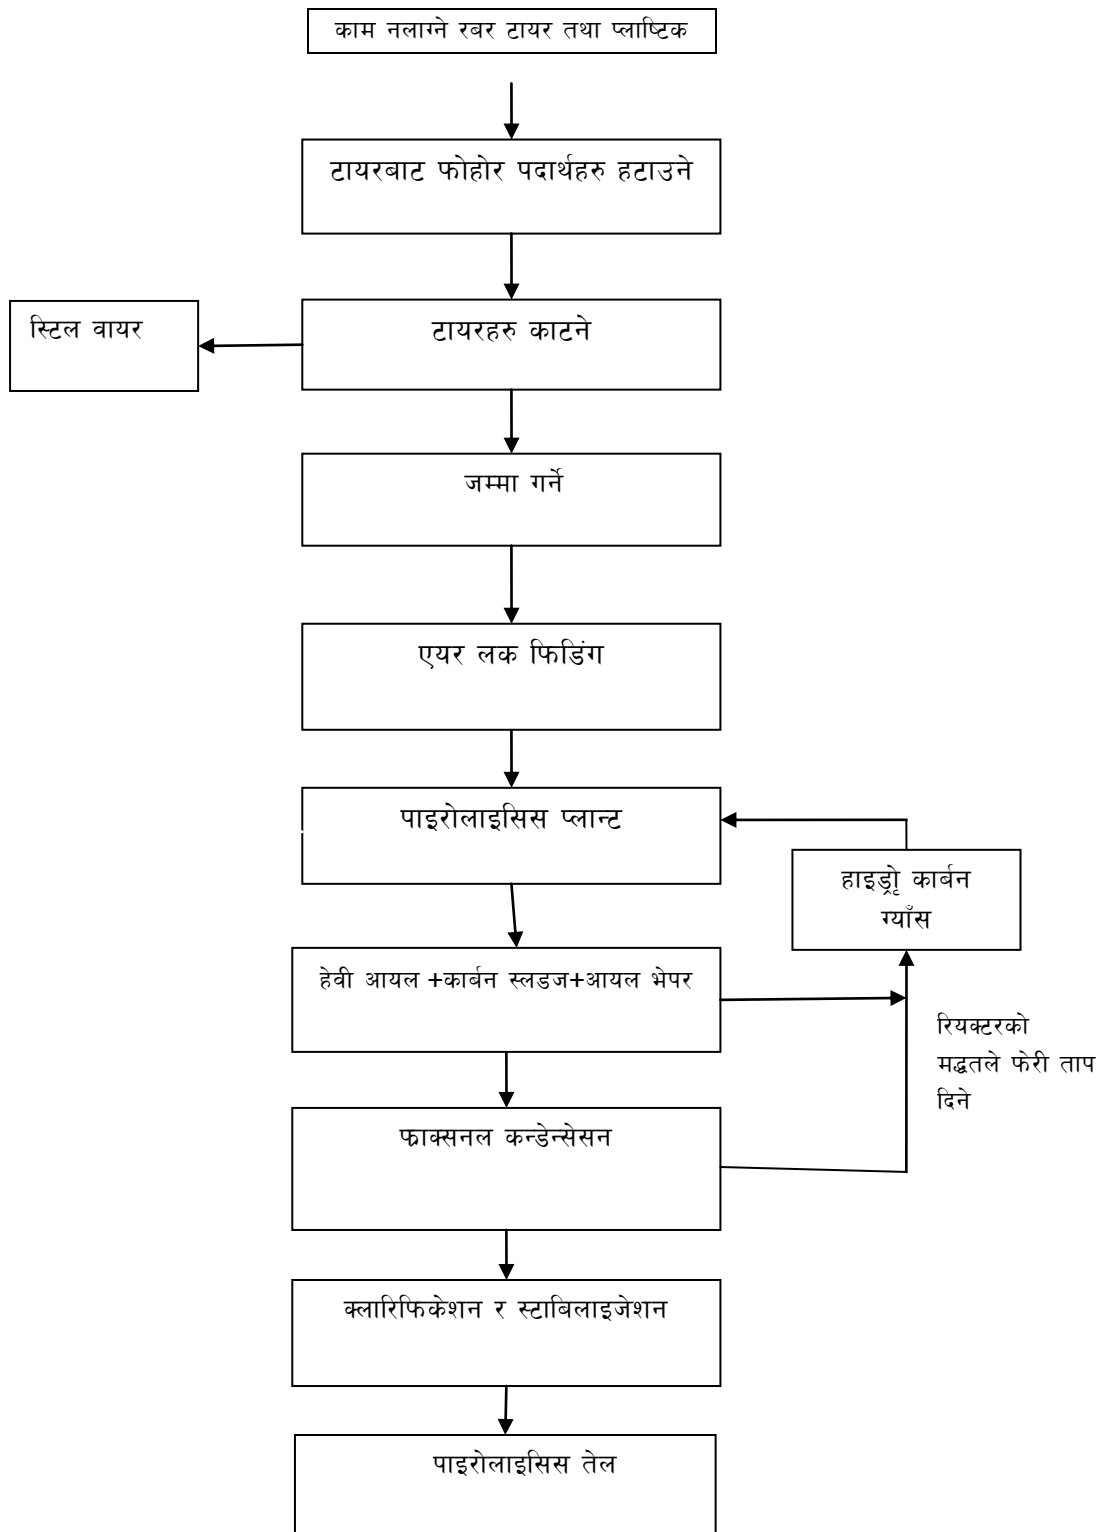 काम नलाग्ने रबर टायर तथा प्लाष्टिक
टायरबाट फोहोर पदार्थहरु हटाउने
स्टिल वायर
टायरहरु काटने
जम्मा गर्ने
एयर लक फिडिंग
पाइरोलाइसिस प्लान्ट
हाइड्रो कार्बन
ग्याँस
हेवी आयल +कार्बन स्लडज+आयल भेपर
रियक्टरको
मद्धतले फेरी ताप
दिने
फ्राक्सनल कन्डेन्सेसन
क्लारिफिकेशन र स्टाबिलाइजेशन
पाइरोलाइसिस तेल